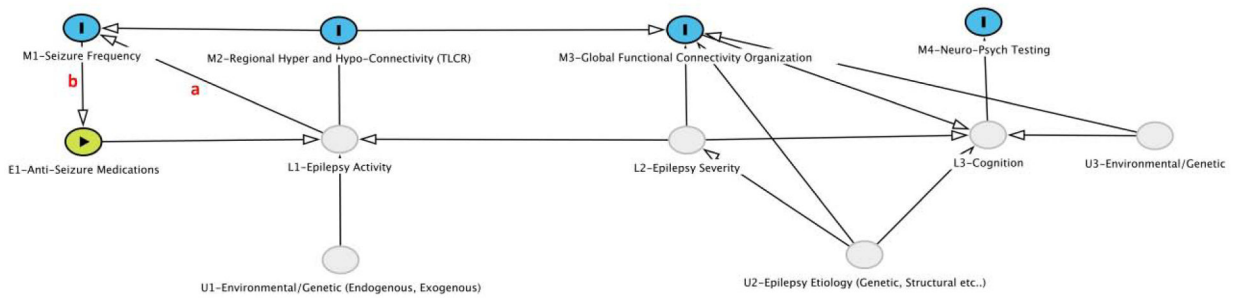 M1-Seizure Frequency
M2-Regional Hyper and Hypo-Connectivity (TLCR)
M3-Global Functional Connectivity Organization
M4-Neuro-Psych Testing
b
a
E1-Anti-Seizure Medications
L1-Epilepsy Activity
L2-Epilepsy Severity
L3-Cognition
U3-Environmental/Genetic
U1-Environmental/Genetic (Endogenous, Exogenous)
U2-Epilepsy Etiology (Genetic, Structural etc..)